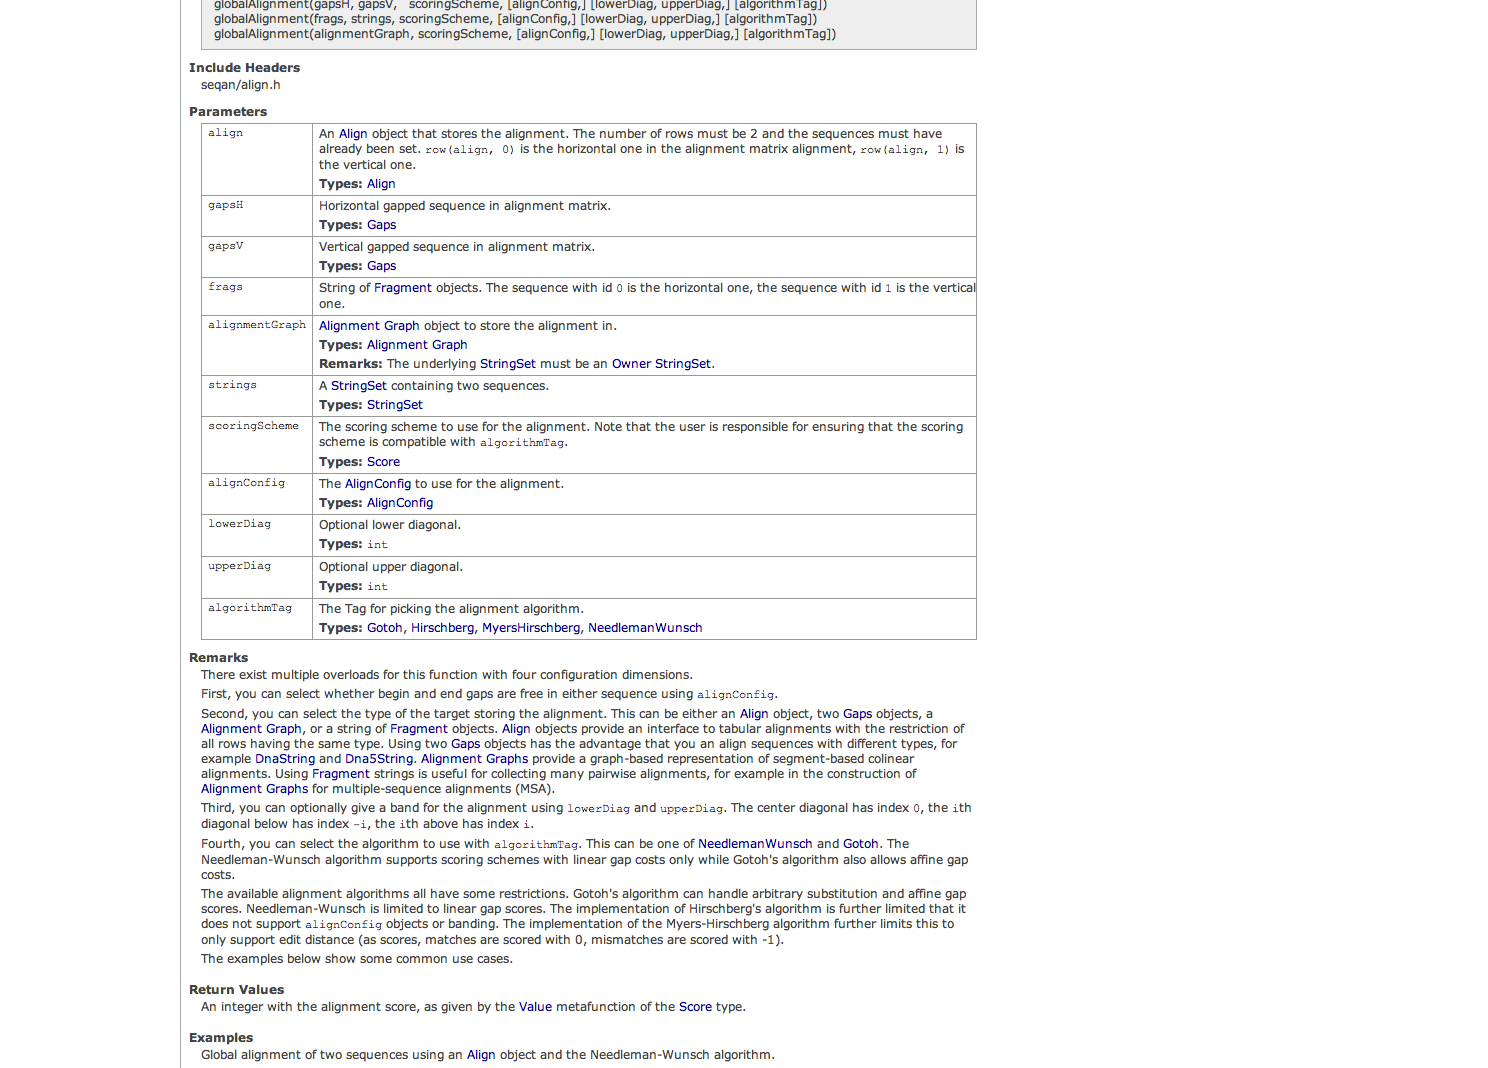 globalAlignment(gapsH, gapsV, scoringScheme, [alignConfig,] [lowerDiag, upperDiag,] [algorithmTag])
globalAlignment(frags, strings, scoringScheme, [alignConfig,] [lowerDiag, upperDiag,] [algorithmTag])
globalAlignment(alignmentGraph, scoringScheme, [alignConfig,] [lowerDiag, upperDiag,] [algorithmTag])
Include Headers
seqan/align.h
Parameters
align
An Align object that stores the alignment. The number of rows must be 2 and the sequences must have
already been set. row(align, 0) is the horizontal one in the alignment matrix alignment, row(align, 1) is
the vertical one.
Types: Align
gapsH
Horizontal gapped sequence in alignment matrix.
Types: Gaps
gapsV
Vertical gapped sequence in alignment matrix.
Types: Gaps
frags
String of Fragment objects. The sequence with id 0 is the horizontal one, the sequence with id 1 is the vertical
one.
alignmentGraph
Alignment Graph object to store the alignment in.
Types: Alignment Graph
Remarks: The underlying StringSet must be an Owner StringSet.
strings
A StringSet containing two sequences.
Types: StringSet
scoringScheme
The scoring scheme to use for the alignment. Note that the user is responsible for ensuring that the scoring
scheme is compatible with algorithmTag.
Types: Score
alignConfig
The AlignConfig to use for the alignment.
Types: AlignConfig
lowerDiag
Optional lower diagonal.
Types: int
upperDiag
Optional upper diagonal.
Types: int
algorithmTag
The Tag for picking the alignment algorithm.
Types: Gotoh, Hirschberg, MyersHirschberg, NeedlemanWunsch
Remarks
There exist multiple overloads for this function with four configuration dimensions.
First, you can select whether begin and end gaps are free in either sequence using alignConfig.
Second, you can select the type of the target storing the alignment. This can be either an Align object, two Gaps objects, a
Alignment Graph, or a string of Fragment objects. Align objects provide an interface to tabular alignments with the restriction of
all rows having the same type. Using two Gaps objects has the advantage that you an align sequences with different types, for
example DnaString and Dna5String. Alignment Graphs provide a graph-based representation of segment-based colinear
alignments. Using Fragment strings is useful for collecting many pairwise alignments, for example in the construction of
Alignment Graphs for multiple-sequence alignments (MSA).
Third, you can optionally give a band for the alignment using lowerDiag and upperDiag. The center diagonal has index 0, the ith
diagonal below has index -i, the ith above has index i.
Fourth, you can select the algorithm to use with algorithmTag. This can be one of NeedlemanWunsch and Gotoh. The
Needleman-Wunsch algorithm supports scoring schemes with linear gap costs only while Gotoh's algorithm also allows affine gap
costs.
The available alignment algorithms all have some restrictions. Gotoh's algorithm can handle arbitrary substitution and affine gap
scores. Needleman-Wunsch is limited to linear gap scores. The implementation of Hirschberg's algorithm is further limited that it
does not support alignConfig objects or banding. The implementation of the Myers-Hirschberg algorithm further limits this to
only support edit distance (as scores, matches are scored with 0, mismatches are scored with -1).
The examples below show some common use cases.
Return Values
An integer with the alignment score, as given by the Value metafunction of the Score type.
Examples
Global alignment of two sequences using an Align object and the Needleman-Wunsch algorithm.